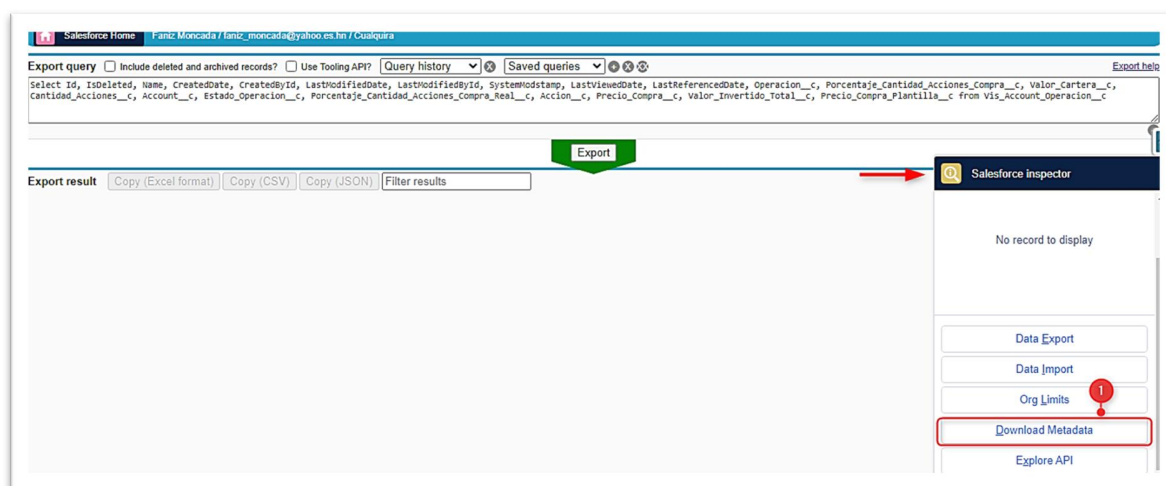 Salesforce Home Faniz Moncada / faniz_moncada@yahoo.es.hn / Cualquira
Export query Include deleted and archived records? Use Tooling API? Query history Saved queries Export help
Select Id, IsDeleted, Name, CreatedDate, CreatedById, LastModifiedDate, LastModifiedById, SystemModstamp, LastViewedDate, LastReferencedDate, Operacion__c, Porcentaje_Cantidad_Acciones_Compra__c, Valor_Cartera__c,
Cantidad_Acciones__c, Account__c, Estado_Operacion__c, Porcentaje_Cantidad_Acciones_Compra_Real__c, Accion__c, Precio_Compra__c, Valor_Invertido_Total__c, Precio_Compra_Plantilla__c from Vis_Account_Operacion__c
Export
Export result Copy (Excel format) Copy (CSV) Copy (JSON) Filter results
Salesforce inspector
No record to display
Data Export
Data Import
Org Limits
1
Download Metadata
Explore API